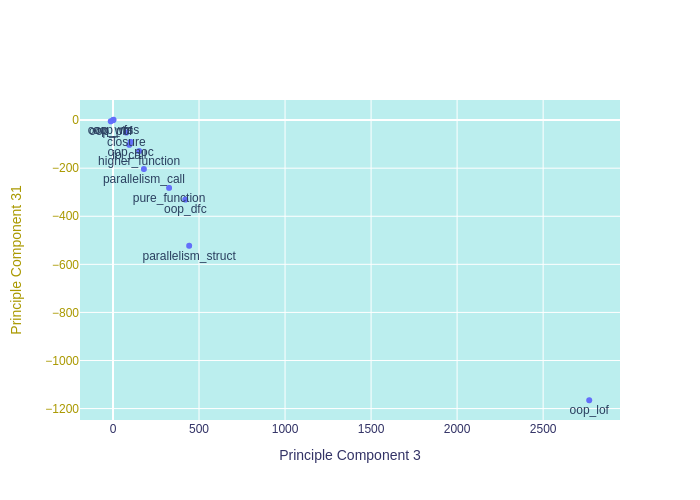 0
−200
−400
−600
−800
−1000
−1200
Principle Component 31
closure
higher_function
parallelism_call
pure_function
oop_dfc
parallelism_struct
oop_lof
0
500
1000
1500
2000
2500
Principle Component 3